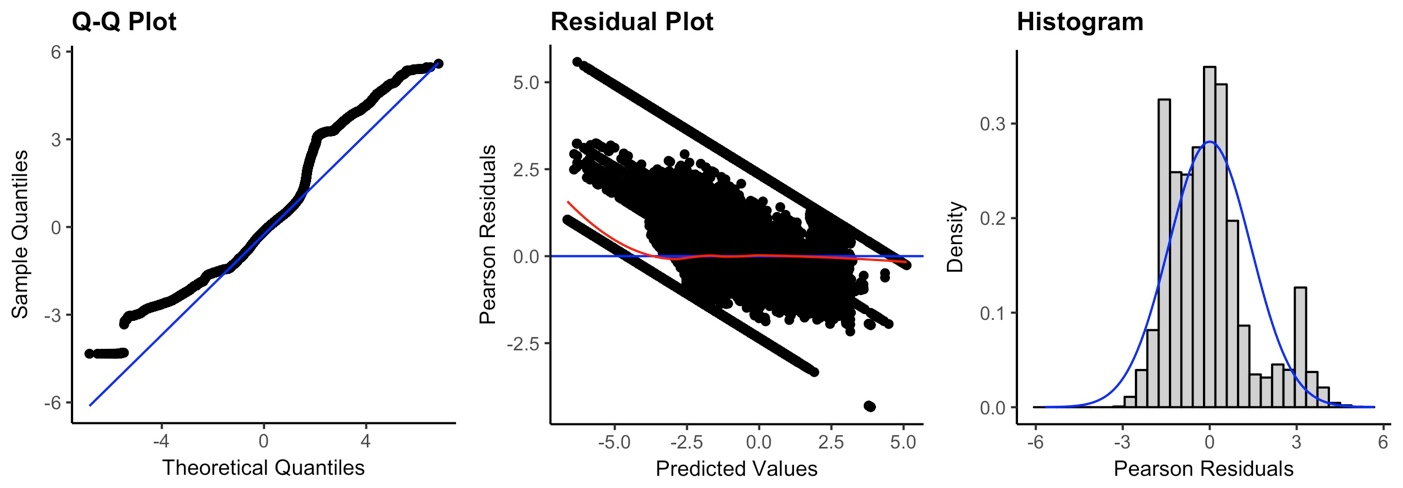 Q-Q Plot
Sample Quantiles
6
3
0
-3
-6
-4
0
4
Theoretical Quantiles
Residual Plot
Pearson Residuals
5.0
2.5
0.0
-2.5
-5.0
-2.5
0.0
2.5
5.0
Predicted Values
Histogram
Density
0.3
0.2
0.1
0.0
-6
-3
0
3
6
Pearson Residuals